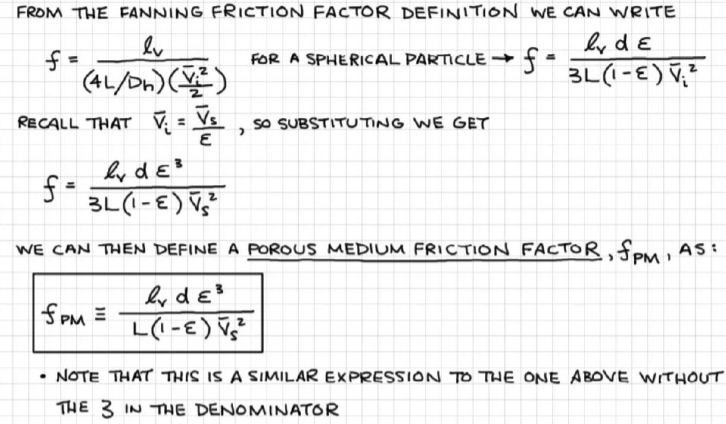 FROM THE FANNING FRICTION FACTOR DEFINITION WE CAN WRITE
f = lv / (4L/Dh)(V̄i²/2) FOR A SPHERICAL PARTICLE → f = lv d ε / 3L(1-ε) V̄i²
RECALL THAT V̄i = V̄s/ε , SO SUBSTITUTING WE GET
f = lv d ε³ / 3L(1-ε) V̄s²
WE CAN THEN DEFINE A POROUS MEDIUM FRICTION FACTOR, fPM, AS:
fPM ≡ lv d ε³ / L(1-ε) V̄s²
• NOTE THAT THIS IS A SIMILAR EXPRESSION TO THE ONE ABOVE WITHOUT
THE 3 IN THE DENOMINATOR